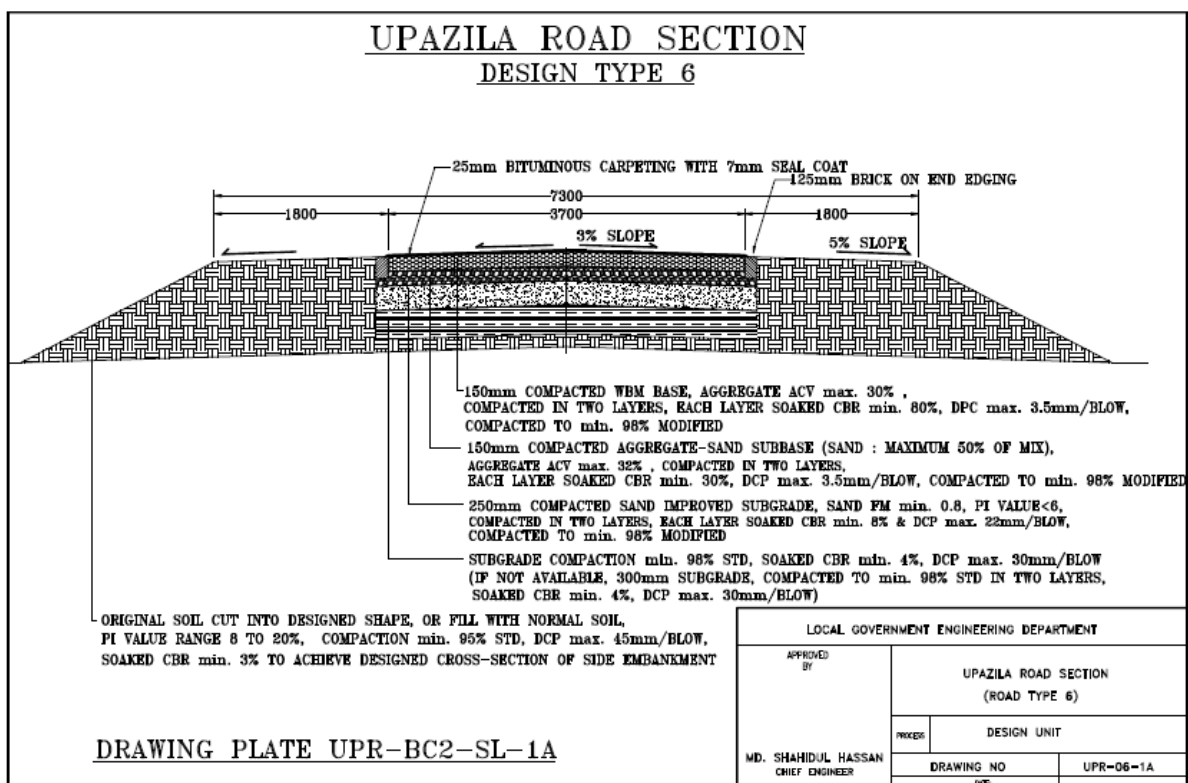 UPAZILA ROAD SECTION
DESIGN TYPE 6
25mm BITUMINOUS CARPETING WITH 7mm SEAL COAT
125mm BRICK ON END EDGING
7300
1800
3700
1800
3% SLOPE
5% SLOPE
150mm COMPACTED WBM BASE, AGGREGATE ACV max. 30% ,
COMPACTED IN TWO LAYERS, EACH LAYER SOAKED CBR min. 80%, DPC max. 3.5mm/BLOW,
COMPACTED TO min. 98% MODIFIED
150mm COMPACTED AGGREGATE-SAND SUBBASE (SAND : MAXIMUM 50% OF MIX),
AGGREGATE ACV max. 32% , COMPACTED IN TWO LAYERS,
EACH LAYER SOAKED CBR min. 30%, DCP max. 3.5mm/BLOW, COMPACTED TO min. 98% MODIFIED
250mm COMPACTED SAND IMPROVED SUBGRADE, SAND FM min. 0.8, PI VALUE<6,
COMPACTED IN TWO LAYERS, EACH LAYER SOAKED CBR min. 8% & DCP max. 22mm/BLOW,
COMPACTED TO min. 98% MODIFIED
SUBGRADE COMPACTION min. 98% STD, SOAKED CBR min. 4%, DCP max. 30mm/BLOW
(IF NOT AVAILABLE, 300mm SUBGRADE, COMPACTED TO min. 98% STD IN TWO LAYERS,
SOAKED CBR min. 4%, DCP max. 30mm/BLOW)
ORIGINAL SOIL CUT INTO DESIGNED SHAPE, OR FILL WITH NORMAL SOIL,
PI VALUE RANGE 8 TO 20%, COMPACTION min. 95% STD, DCP max. 45mm/BLOW,
SOAKED CBR min. 3% TO ACHIEVE DESIGNED CROSS-SECTION OF SIDE EMBANKMENT
DRAWING PLATE UPR-BC2-SL-1A
LOCAL GOVERNMENT ENGINEERING DEPARTMENT
APPROVED
BY
MD. SHAHIDUL HASSAN
CHIEF ENGINEER
UPAZILA ROAD SECTION
(ROAD TYPE 6)
PROCESS
DESIGN UNIT
DRAWING NO
UPR-06-1A